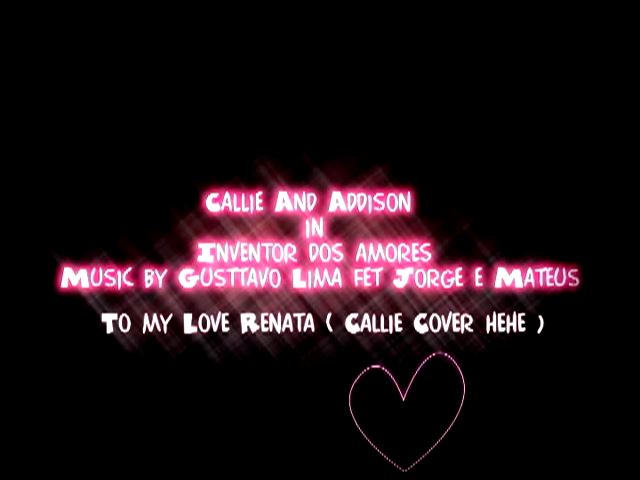 Callie And Addison
in
Inventor dos amores
Music by Gusttavo Lima fet Jorge e Mateus
To my Love Renata ( Callie Cover hehe )